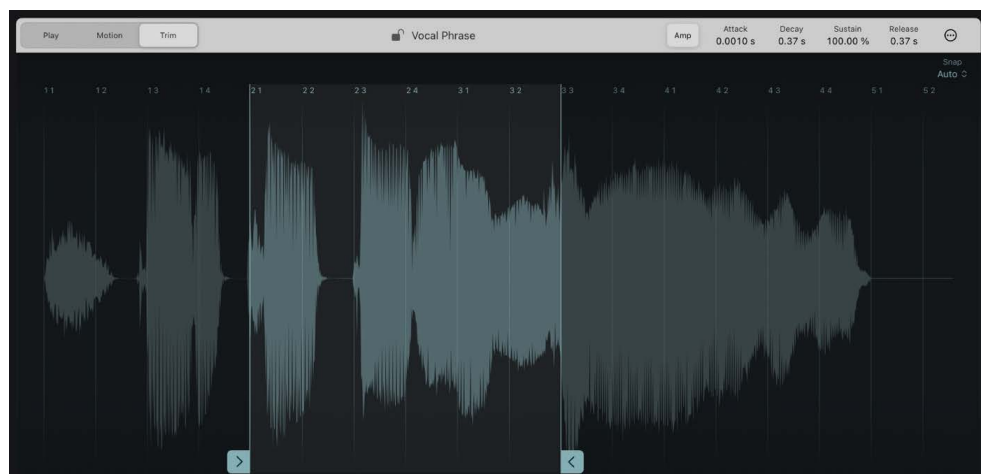 Play Motion Trim Vocal Phrase Amp Attack Decay Sustain Release
0.0010 s 0.37 s 100.00 % 0.37 s
Snap
Auto
1 1 1 2 1 3 1 4 2 1 2 2 2 3 2 4 3 1 3 2 3 3 3 4 4 1 4 2 4 3 4 4 5 1 5 2